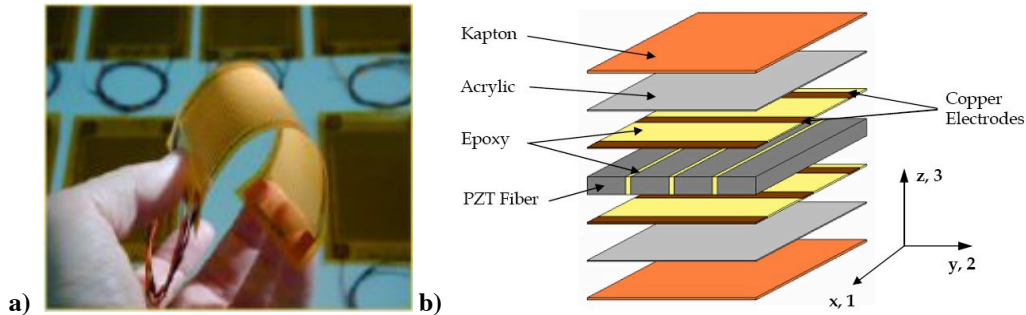 a)
b)
Kapton
Acrylic
Epoxy
PZT Fiber
Copper
Electrodes
z, 3
y, 2
x, 1